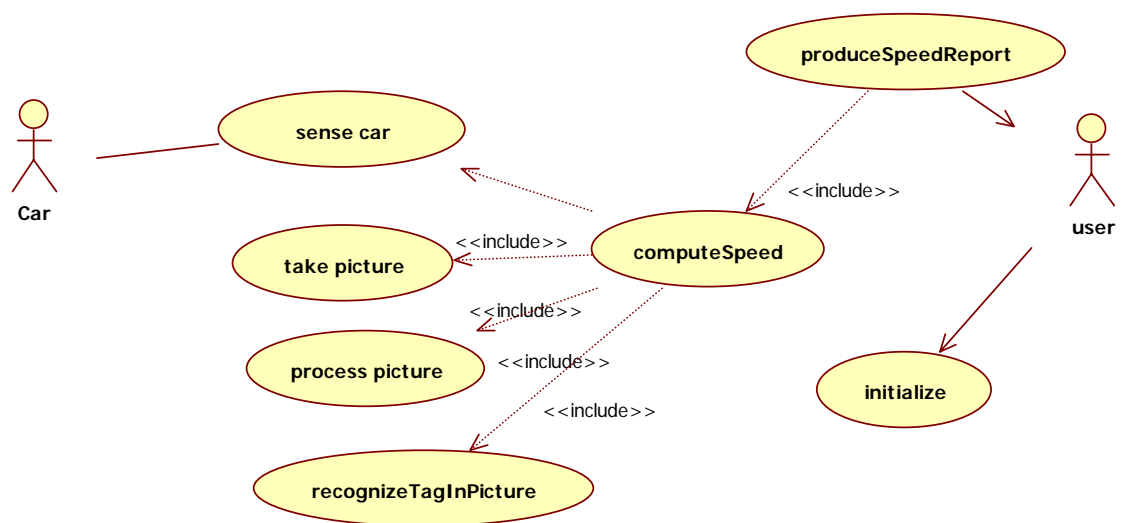 produceSpeedReport
sense car
Car
<<include>>
user
<<include>>
computeSpeed
take picture
<<include>>
process picture
<<include>>
initialize
<<include>>
recognizeTagInPicture